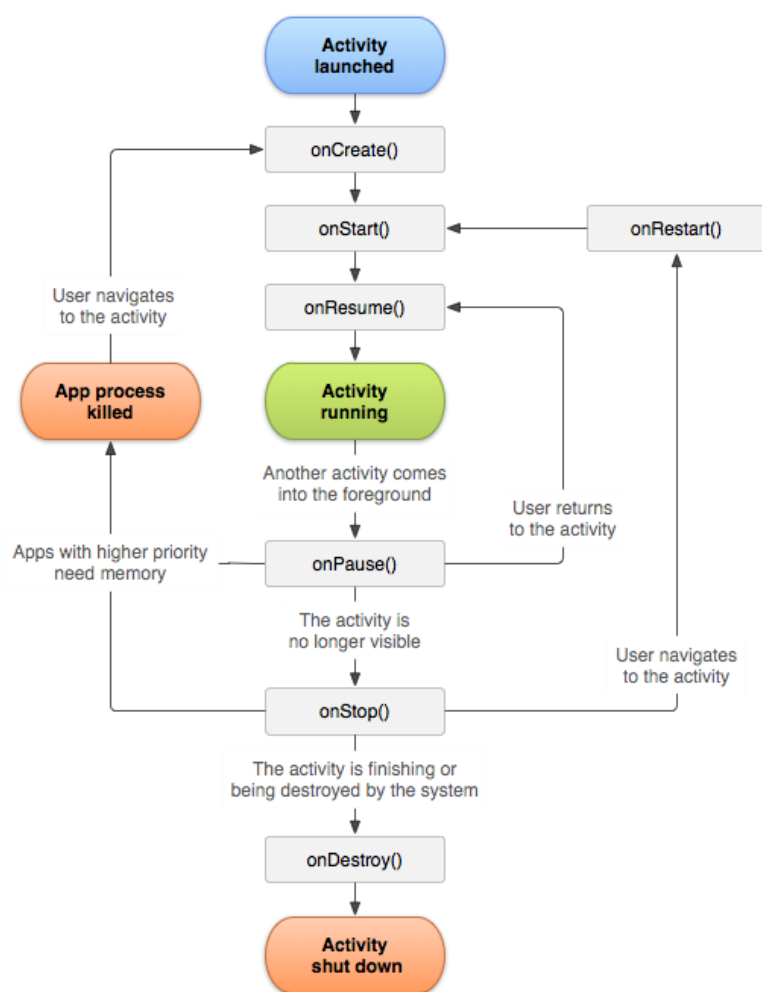 Activity
launched
onCreate()
onStart()
onRestart()
User navigates
to the activity
onResume()
App process
killed
Activity
running
Another activity comes
into the foreground
User returns
to the activity
Apps with higher priority
need memory
onPause()
The activity is
no longer visible
User navigates
to the activity
onStop()
The activity is finishing or
being destroyed by the system
onDestroy()
Activity
shut down